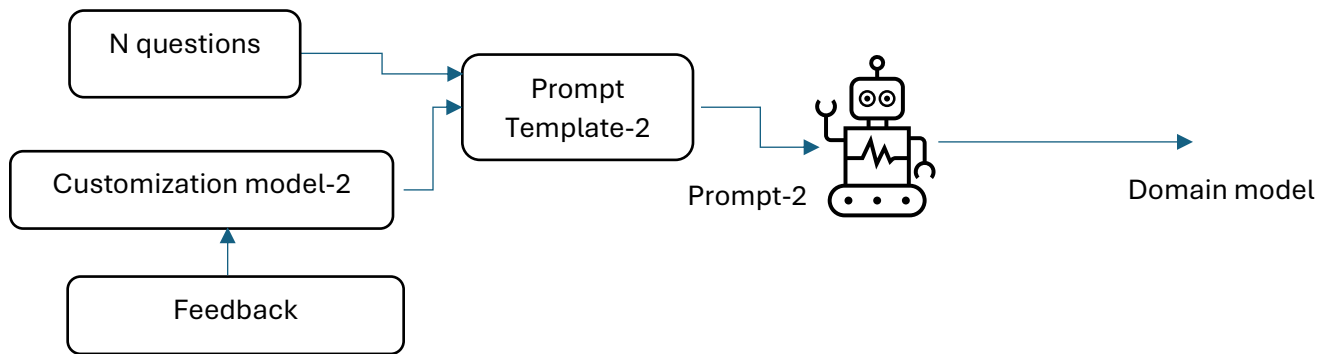 N questions
Prompt
Template-2
Customization model-2
Prompt-2
Domain model
Feedback